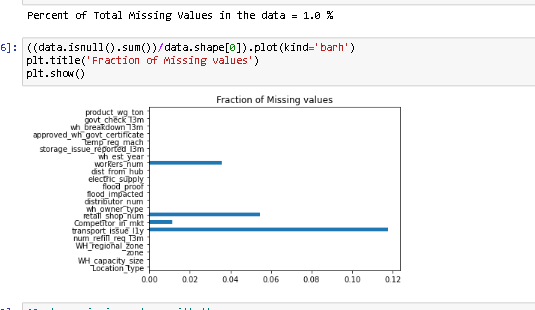 Percent of Total Missing Values in the data = 1.0 %
6]: ((data.isnull().sum())/data.shape[0]).plot(kind='barh')
plt.title('Fraction of Missing values')
plt.show()
Fraction of Missing values
product_wg_ton
govt_check_l3m
wh_breakdown_l3m
approved_wh_govt_certificate
temp_reg_mach
storage_issue_reported_l3m
wh_est_year
workers_num
dist_from_hub
electric_supply
flood_proof
flood_impacted
distributor_num
wh_owner_type
retail_shop_num
Competitor_in_mkt
transport_issue_l1y
num_refill_req_l3m
WH_regional_zone
zone
WH_capacity_size
Location_type
0.00 0.02 0.04 0.06 0.08 0.10 0.12